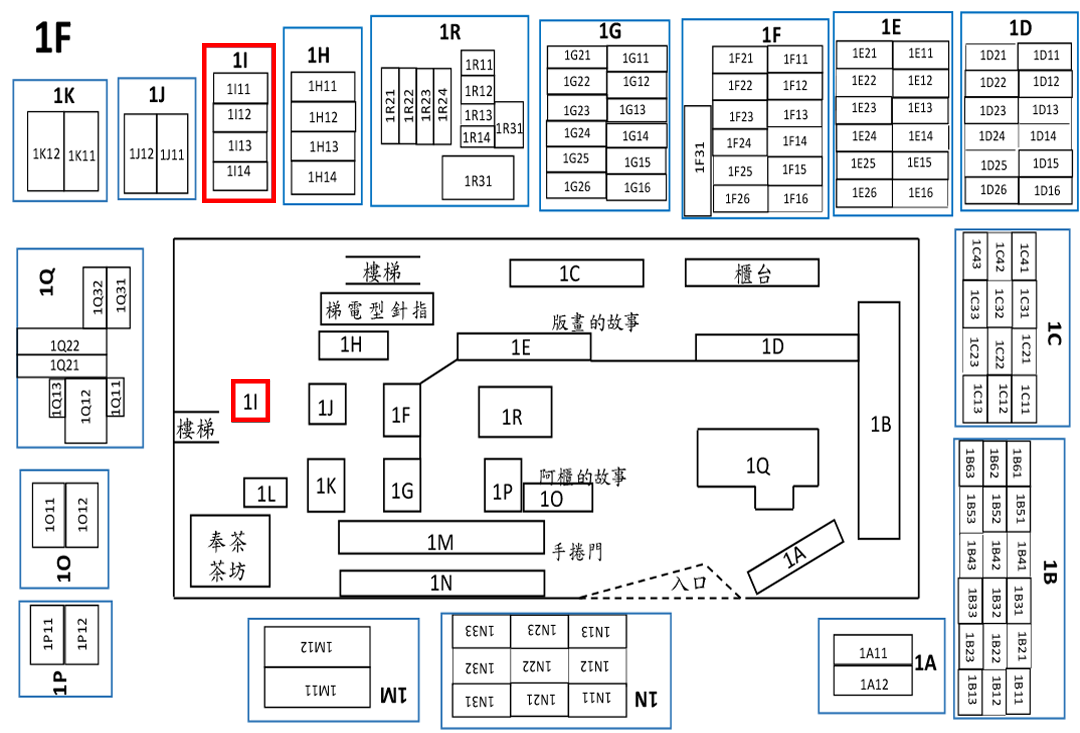 1F
1K
1K12 1K11
1J
1J12 1J11
1I
1I11
1I12
1I13
1I14
1H
1H11
1H12
1H13
1H14
1R
1R21 1R22 1R23 1R24
1R11
1R12
1R13
1R14
1R31
1R31
1G
1G21 1G11
1G22 1G12
1G23 1G13
1G24 1G14
1G25 1G15
1G26 1G16
1F
1F31
1F21 1F11
1F22 1F12
1F23 1F13
1F24 1F14
1F25 1F15
1F26 1F16
1E
1E21 1E11
1E22 1E12
1E23 1E13
1E24 1E14
1E25 1E15
1E26 1E16
1D
1D21 1D11
1D22 1D12
1D23 1D13
1D24 1D14
1D25 1D15
1D26 1D16
1Q
1Q32 1Q31
1Q22
1Q21
1Q13 1Q12 1Q11
樓梯
1C
櫃台
梯電型針指
版畫的故事
1H
1E
1D
1I
1J
1F
1R
1B
樓梯
1L
1K
1G
1P
阿櫃的故事
1O
1Q
奉茶
茶坊
1M
手捲門
1N
入口
1A
1C43 1C42 1C41
1C33 1C32 1C31
1C23 1C22 1C21
1C13 1C12 1C11
1C
1B63 1B62 1B61
1B53 1B52 1B51
1B43 1B42 1B41
1B33 1B32 1B31
1B23 1B22 1B21
1B13 1B12 1B11
1B
1O11 1O12
1O
1P11 1P12
1P
1M12
1M11
1M
1N33 1N23 1N13
1N32 1N22 1N12
1N31 1N21 1N11
1N
1A11
1A12
1A